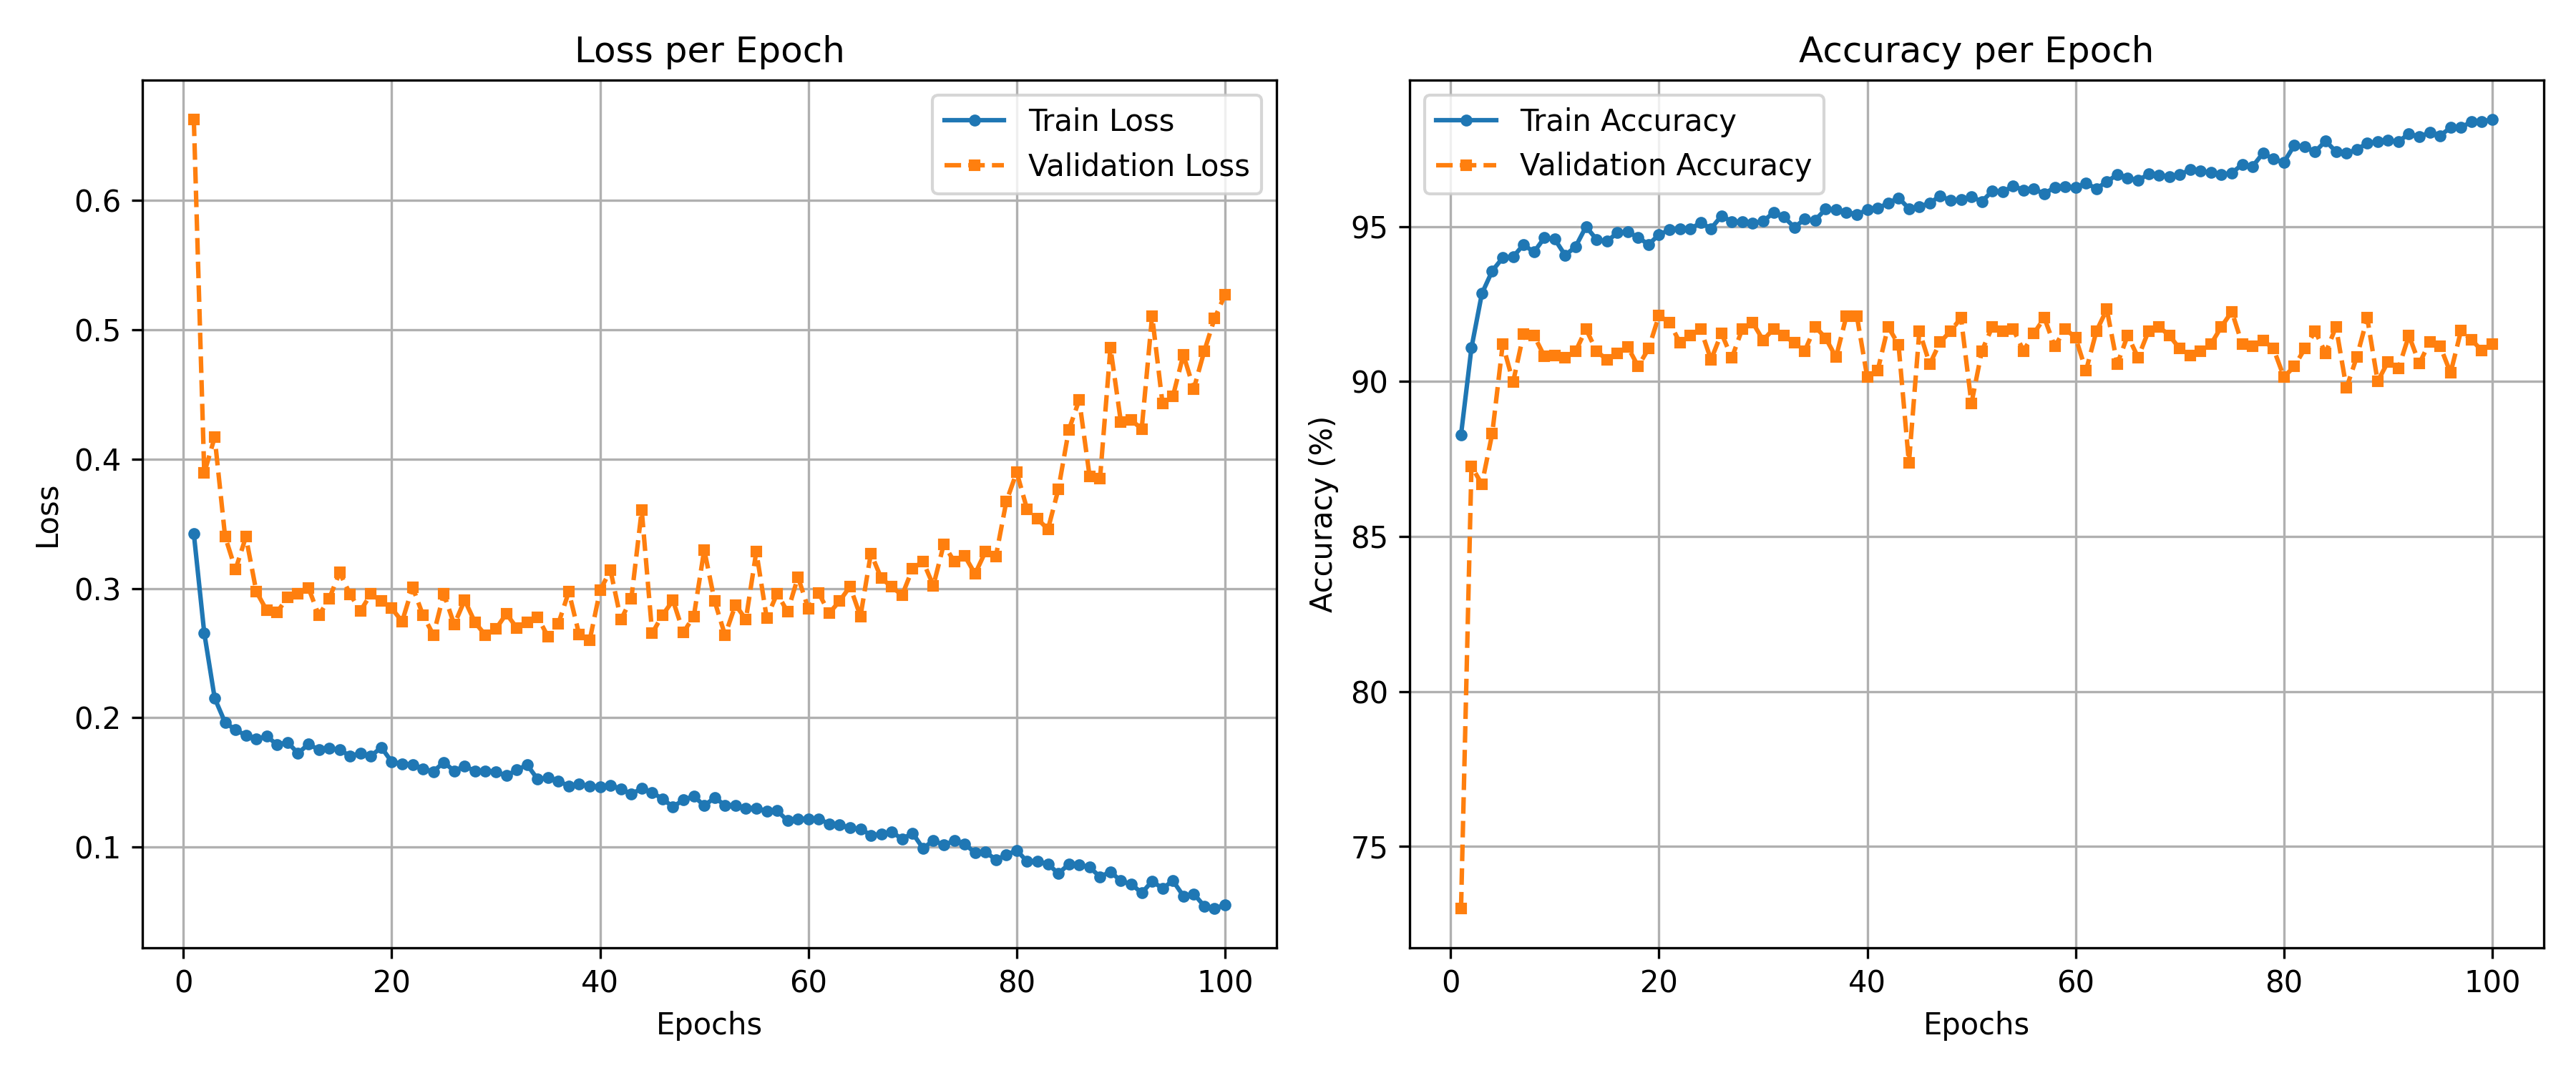 Loss per Epoch
Train Loss
Validation Loss
Loss
0.6
0.5
0.4
0.3
0.2
0.1
0 20 40 60 80 100
Epochs
Accuracy per Epoch
Train Accuracy
Validation Accuracy
Accuracy (%)
95
90
85
80
75
0 20 40 60 80 100
Epochs